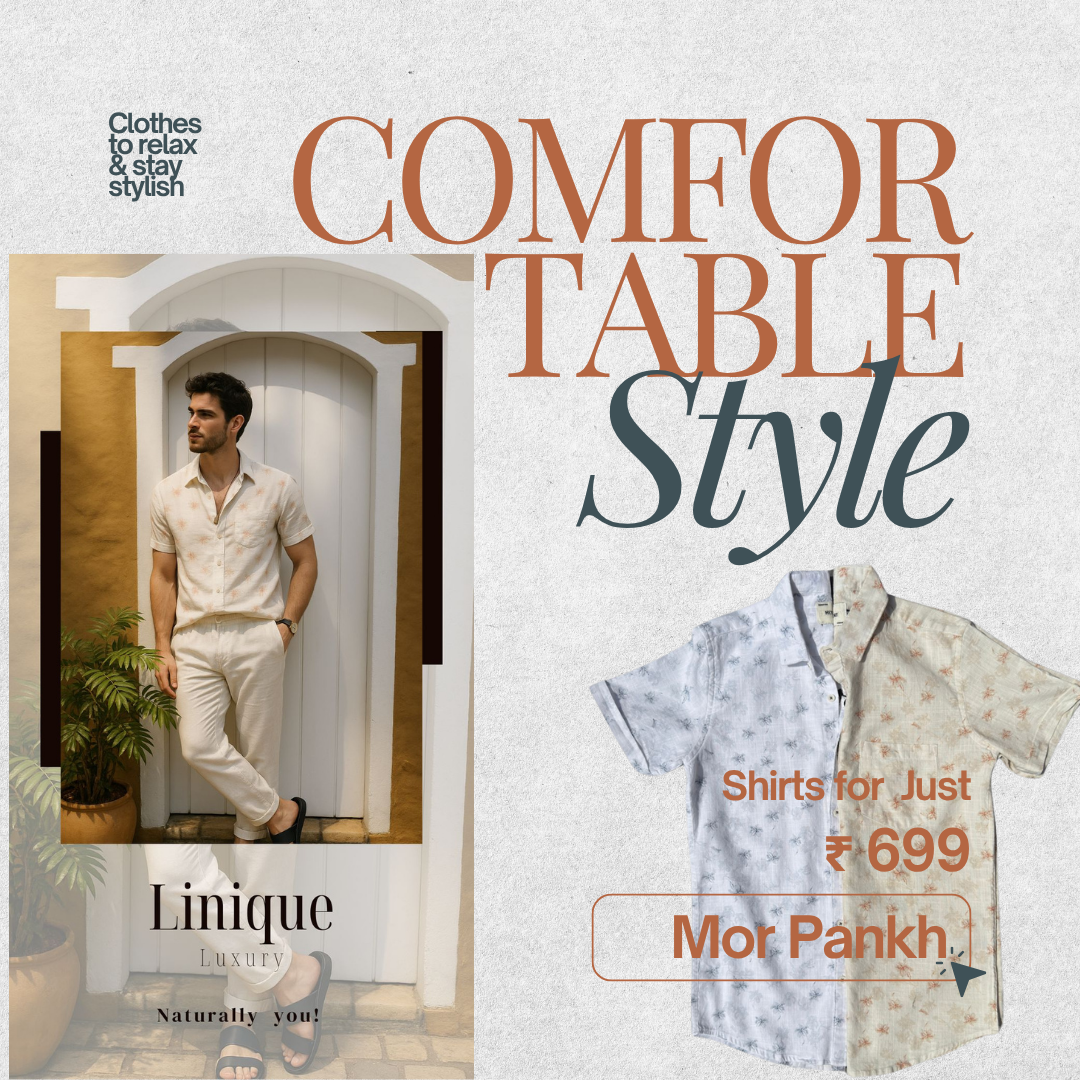 Clothes
to relax
& stay
stylish
COMFOR
TABLE
Style
Shirts for Just
₹ 699
Mor Pankh
Linique
Luxury
Naturally you!